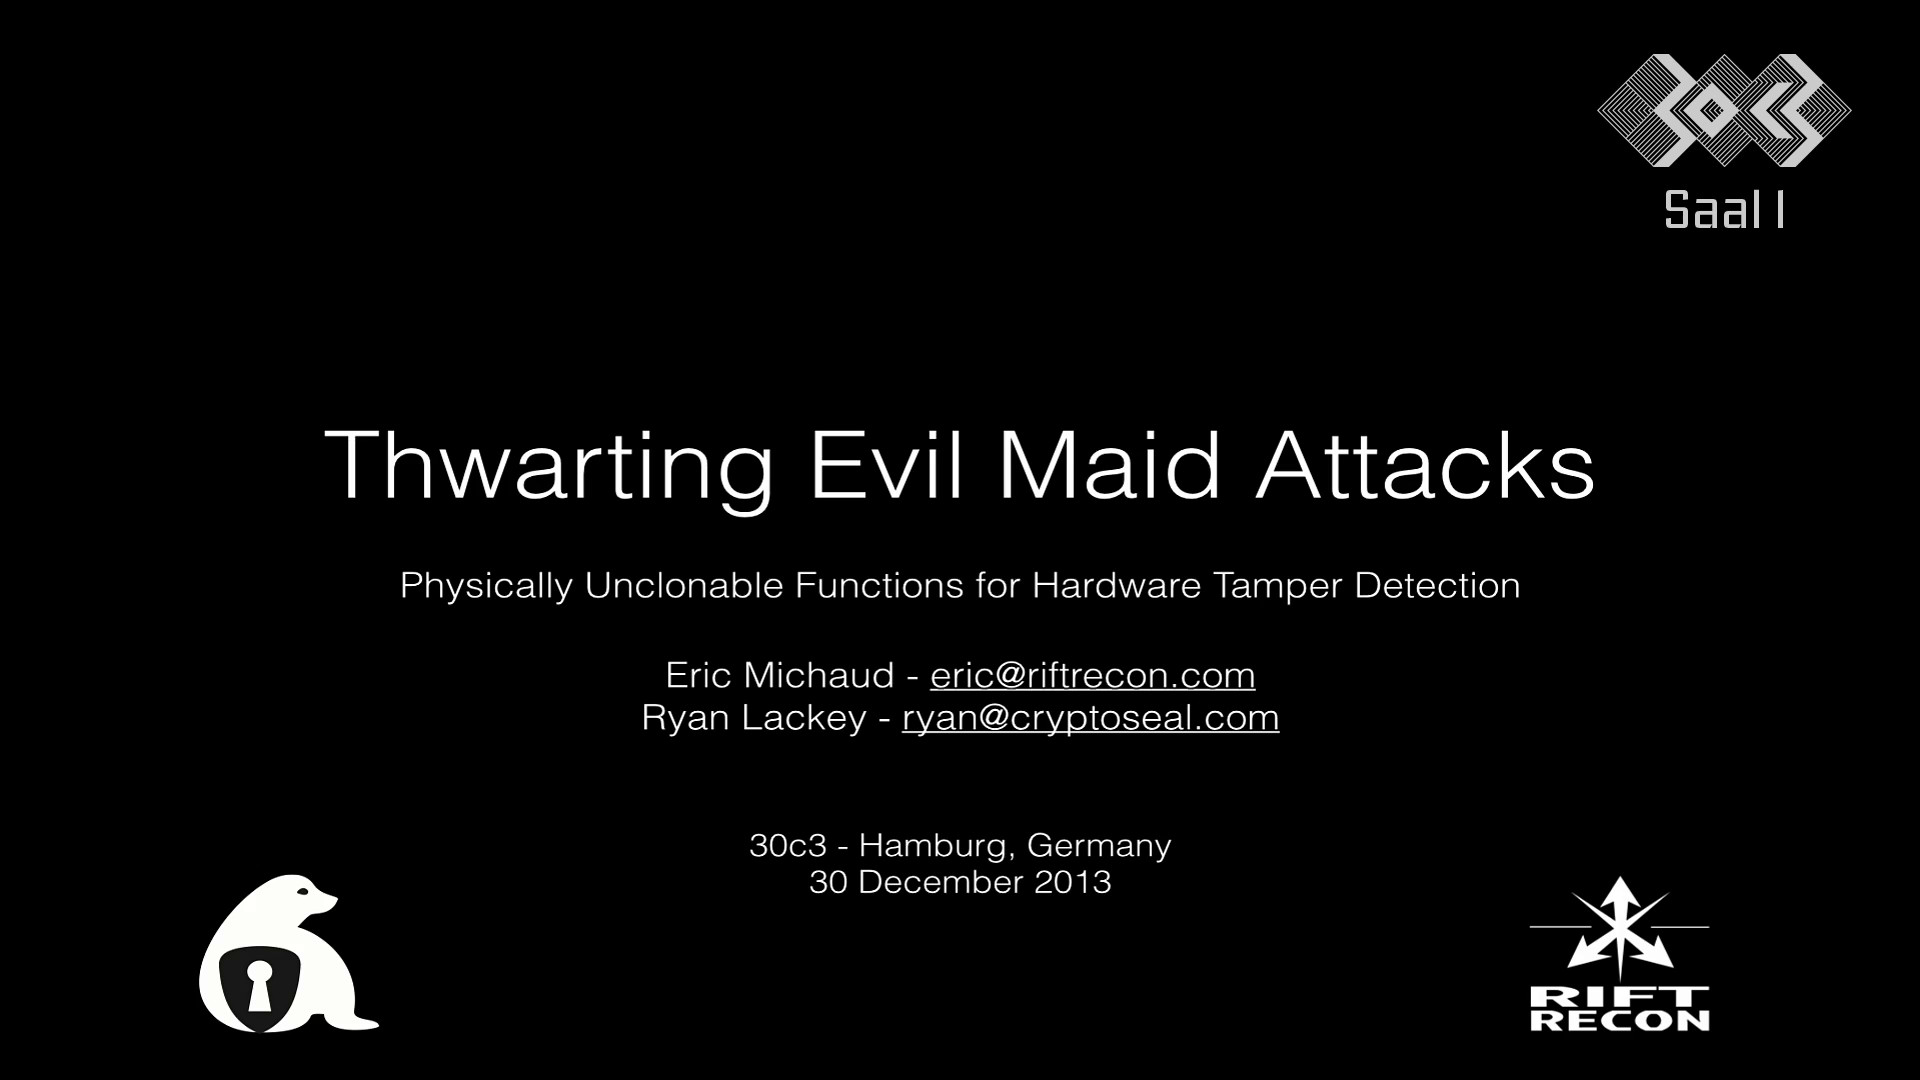 30C3
Saal 1
Thwarting Evil Maid Attacks
Physically Unclonable Functions for Hardware Tamper Detection
Eric Michaud - eric@riftrecon.com
Ryan Lackey - ryan@cryptoseal.com
30c3 - Hamburg, Germany
30 December 2013
RIFT
RECON